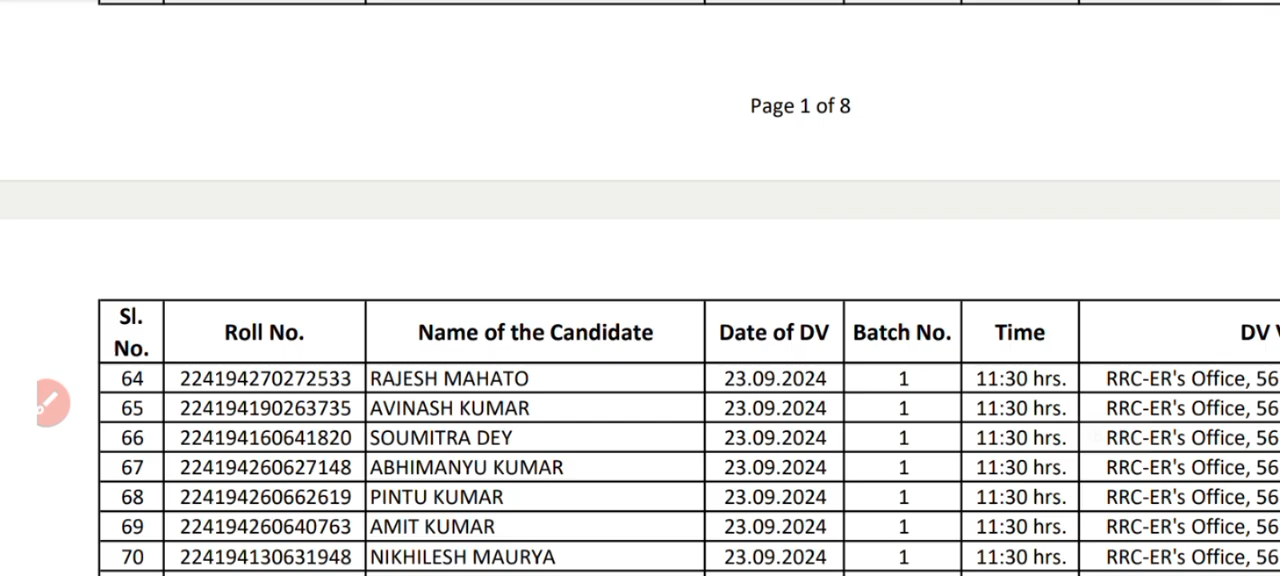 Page 1 of 8
Sl. No. Roll No. Name of the Candidate Date of DV Batch No. Time DV
64 224194270272533 RAJESH MAHATO 23.09.2024 1 11:30 hrs. RRC-ER's Office, 56
65 224194190263735 AVINASH KUMAR 23.09.2024 1 11:30 hrs. RRC-ER's Office, 56
66 224194160641820 SOUMITRA DEY 23.09.2024 1 11:30 hrs. RRC-ER's Office, 56
67 224194260627148 ABHIMANYU KUMAR 23.09.2024 1 11:30 hrs. RRC-ER's Office, 56
68 224194260662619 PINTU KUMAR 23.09.2024 1 11:30 hrs. RRC-ER's Office, 56
69 224194260640763 AMIT KUMAR 23.09.2024 1 11:30 hrs. RRC-ER's Office, 56
70 224194130631948 NIKHILESH MAURYA 23.09.2024 1 11:30 hrs. RRC-ER's Office, 56